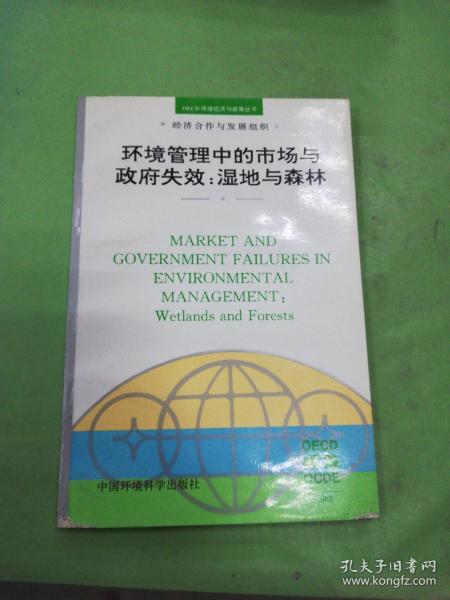 OECD环境经济与政策丛书
经济合作与发展组织
环境管理中的市场与
政府失效：湿地与森林
MARKET AND
GOVERNMENT FAILURES IN
ENVIRONMENTAL
MANAGEMENT:
Wetlands and Forests
OECD
OCDE
中国环境科学出版社
孔夫子旧书网
www.kongfz.com